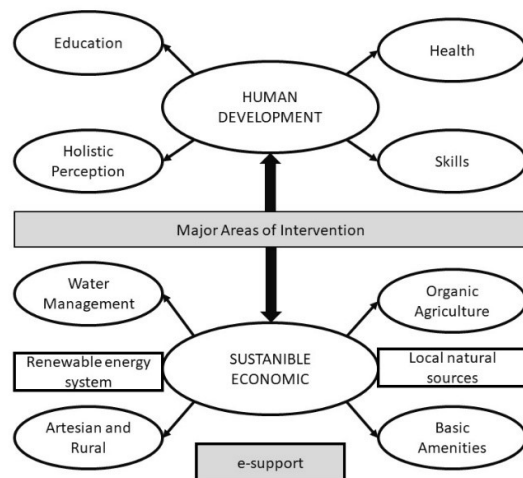 Education
Health
HUMAN
DEVELOPMENT
Holistic
Perception
Skills
Major Areas of Intervention
Water
Management
Organic
Agriculture
Renewable energy
system
SUSTANIBLE
ECONOMIC
Local natural
sources
Artesian and
Rural
Basic
Amenities
e-support